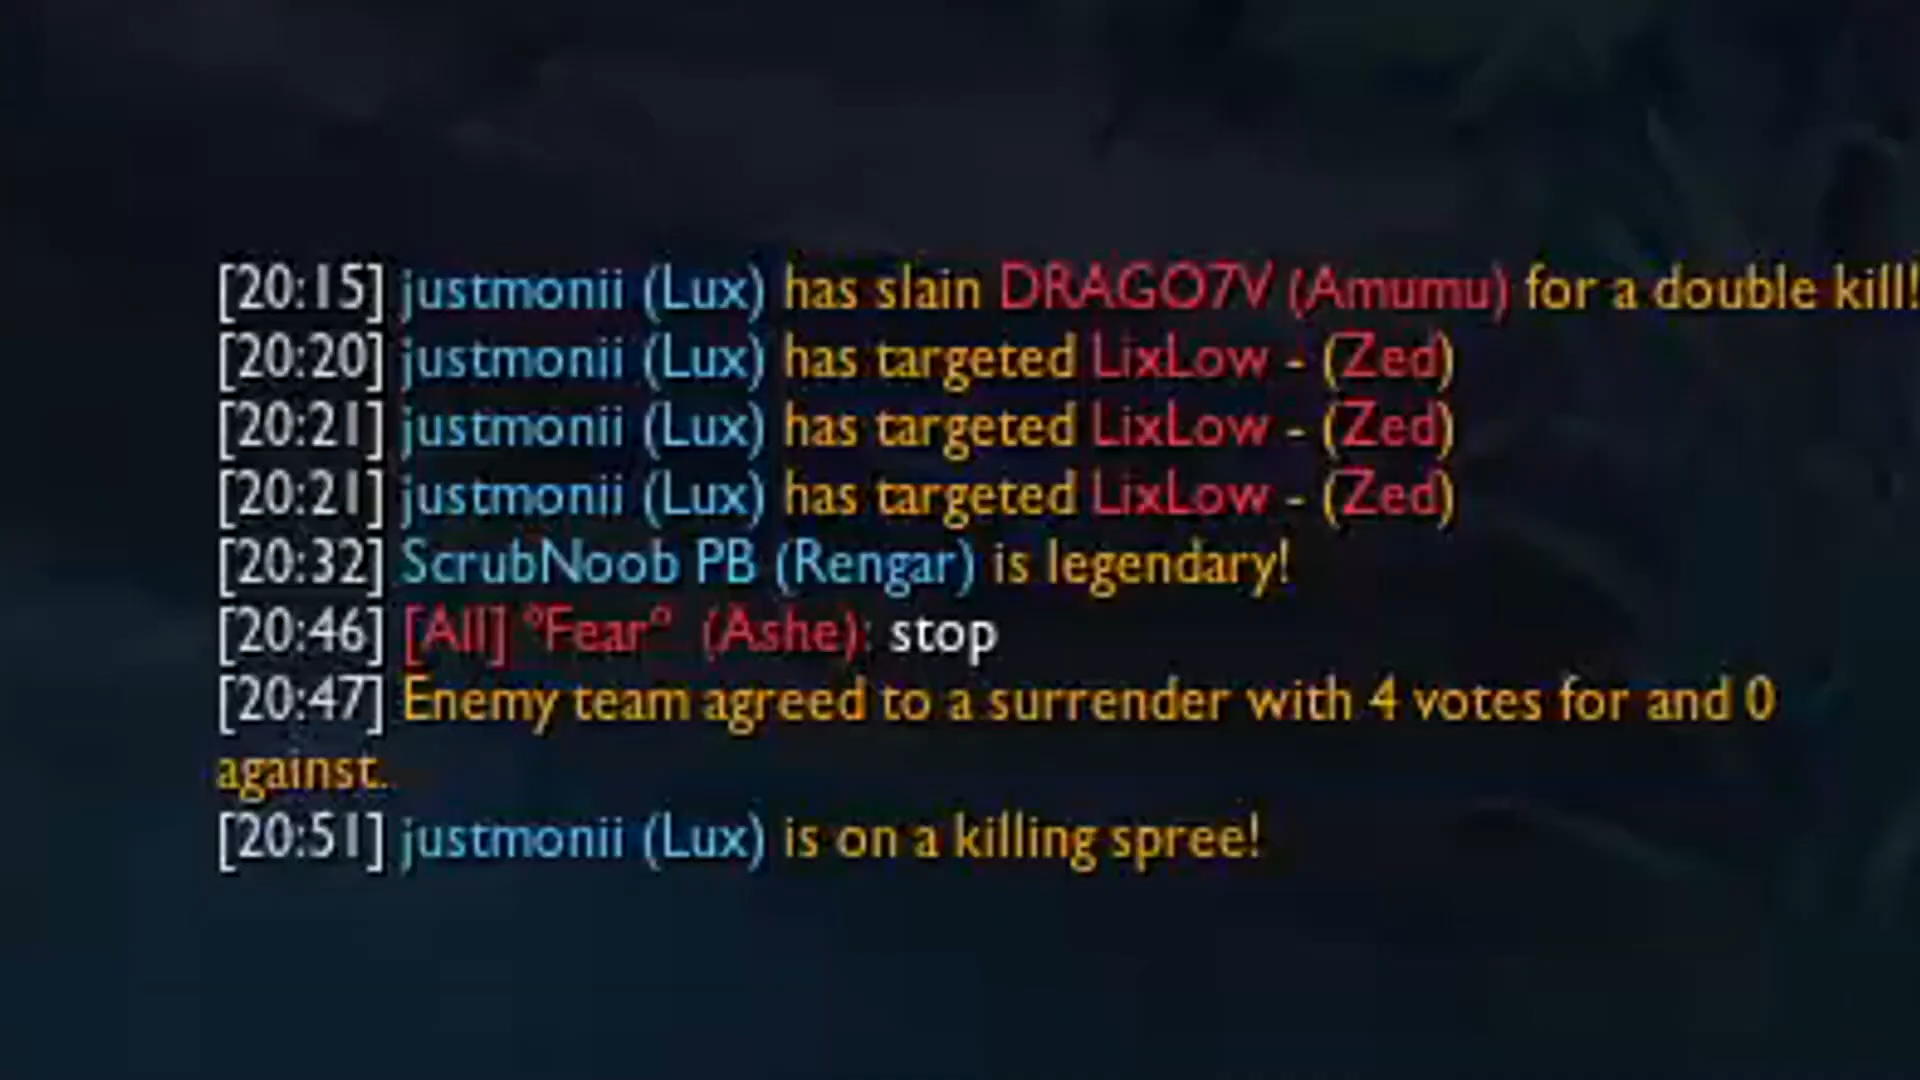 [20:15] justmonii (Lux) has slain DRAGO7V (Amumu) for a double kill!
[20:20] justmonii (Lux) has targeted LixLow - (Zed)
[20:21] justmonii (Lux) has targeted LixLow - (Zed)
[20:21] justmonii (Lux) has targeted LixLow - (Zed)
[20:32] ScrubNoob PB (Rengar) is legendary!
[20:46] [All] °Fear° (Ashe): stop
[20:47] Enemy team agreed to a surrender with 4 votes for and 0
against.
[20:51] justmonii (Lux) is on a killing spree!